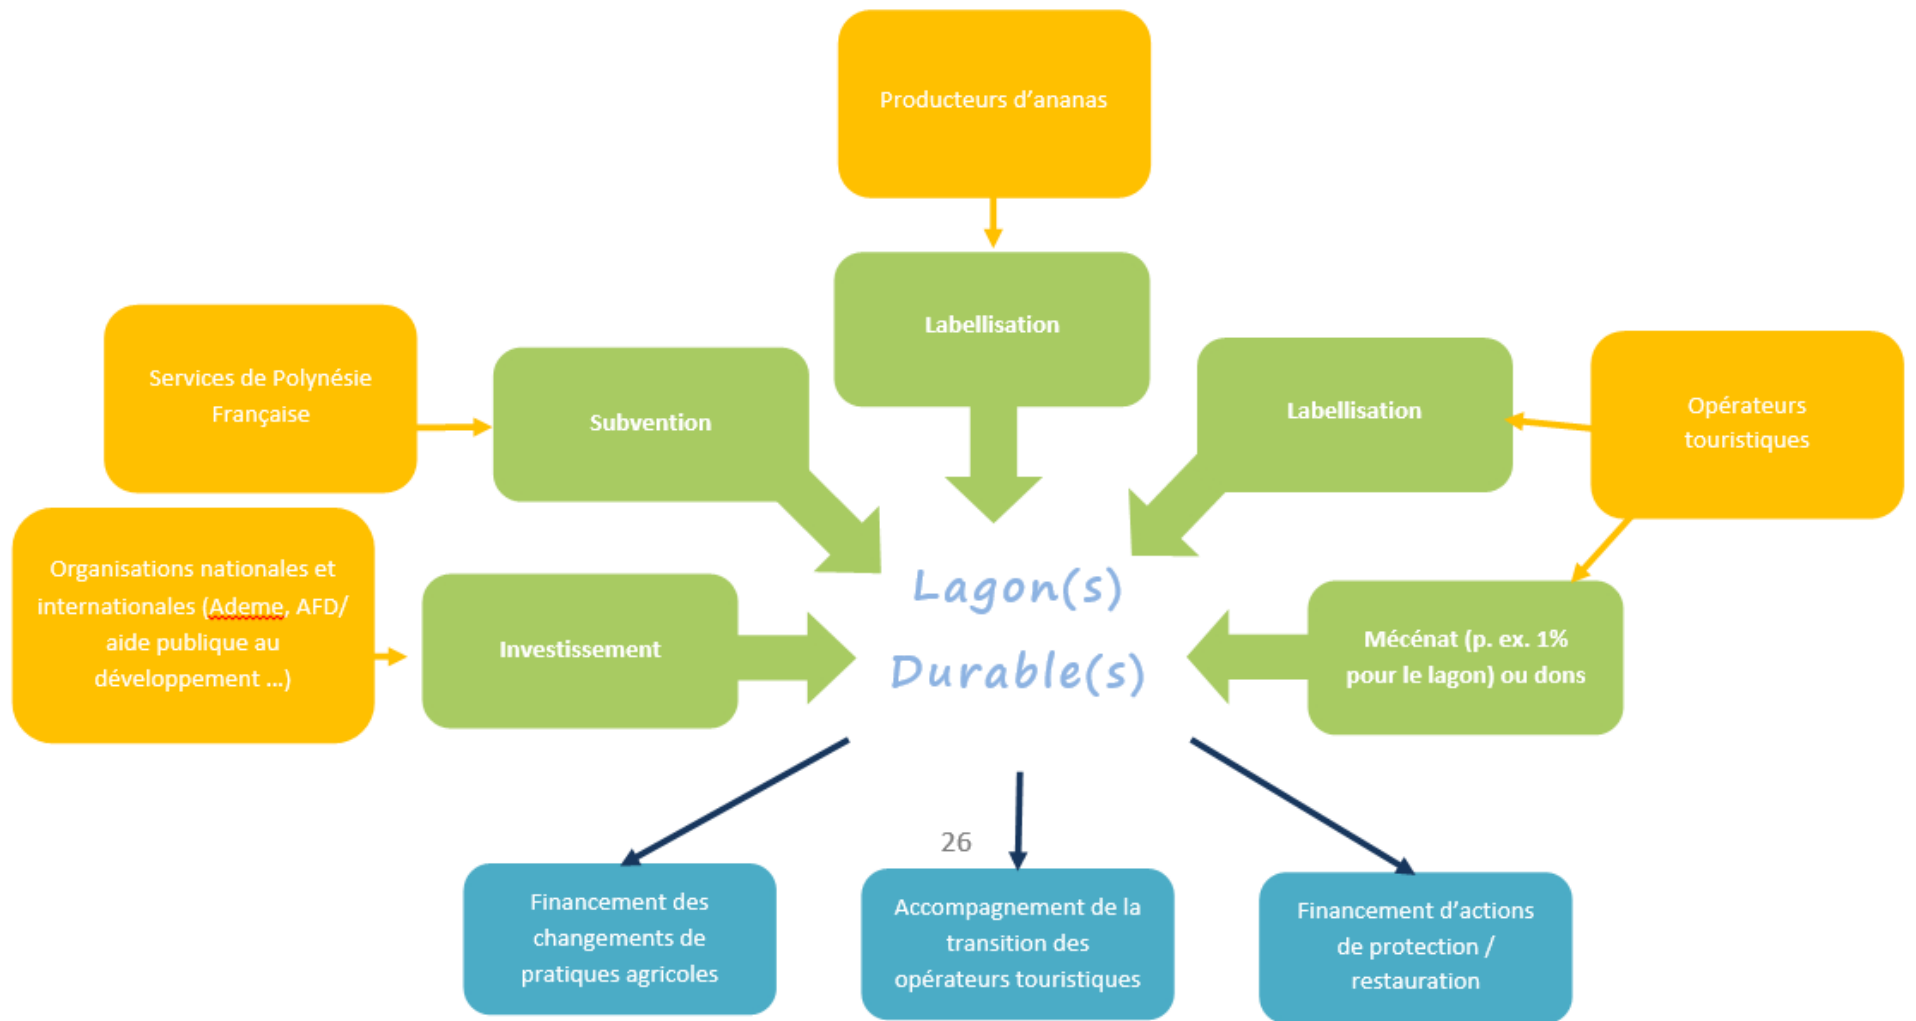 Producteurs d’ananas
Labellisation
Services de Polynésie
Française
Subvention
Labellisation
Opérateurs
touristiques
Organisations nationales et
internationales (Ademe, AFD/
aide publique au
développement ...)
Investissement
Lagon(s)
Durable(s)
Mécénat (p. ex. 1%
pour le lagon) ou dons
26
Financement des
changements de
pratiques agricoles
Accompagnement de la
transition des
opérateurs touristiques
Financement d’actions
de protection /
restauration